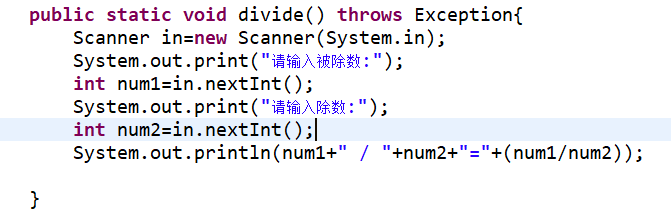 public static void divide() throws Exception{
Scanner in=new Scanner(System.in);
System.out.print("请输入被除数:");
int num1=in.nextInt();
System.out.print("请输入除数:");
int num2=in.nextInt();
System.out.println(num1+" / "+num2+"="+(num1/num2));
}